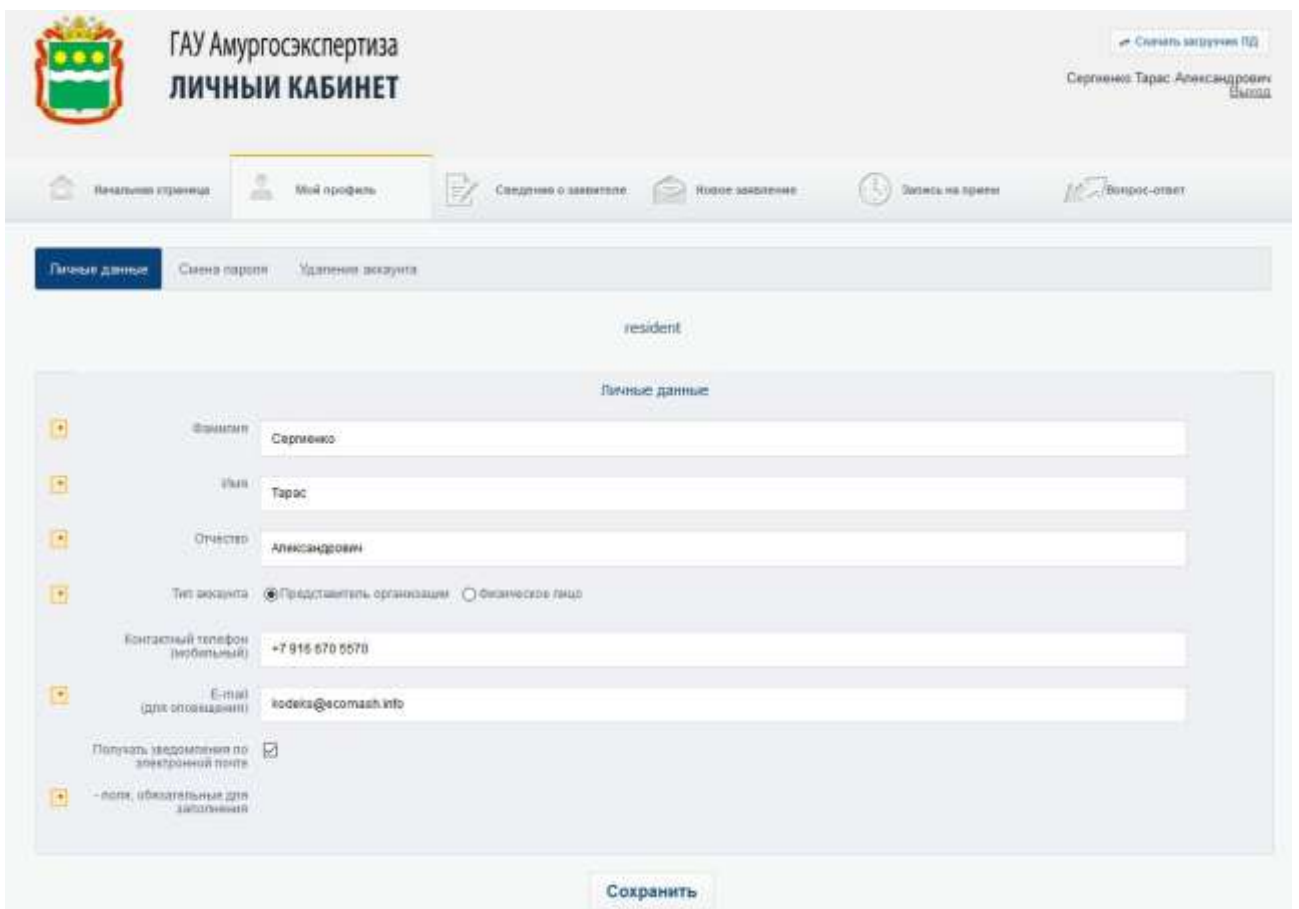 ГАУ Амургосэкспертиза
ЛИЧНЫЙ КАБИНЕТ
Скачать загрузчик ПД
Сергиенко Тарас Александрович
Выход
Начальная страница
Мой профиль
Сведения о заявителе
Новое заявление
Запись на прием
Вопрос-ответ
Личные данные
Смена пароля
Удаление аккаунта
resident
Личные данные
Фамилия
Сергиенко
Имя
Тарас
Отчество
Александрович
Тип аккаунта
Представитель организации
Физическое лицо
Контактный телефон
(мобильный)
+7 916 670 5570
E-mail
(для оповещения)
kodeks@ecomash.info
Получать уведомления по
электронной почте
- поля, обязательные для
заполнения
Сохранить